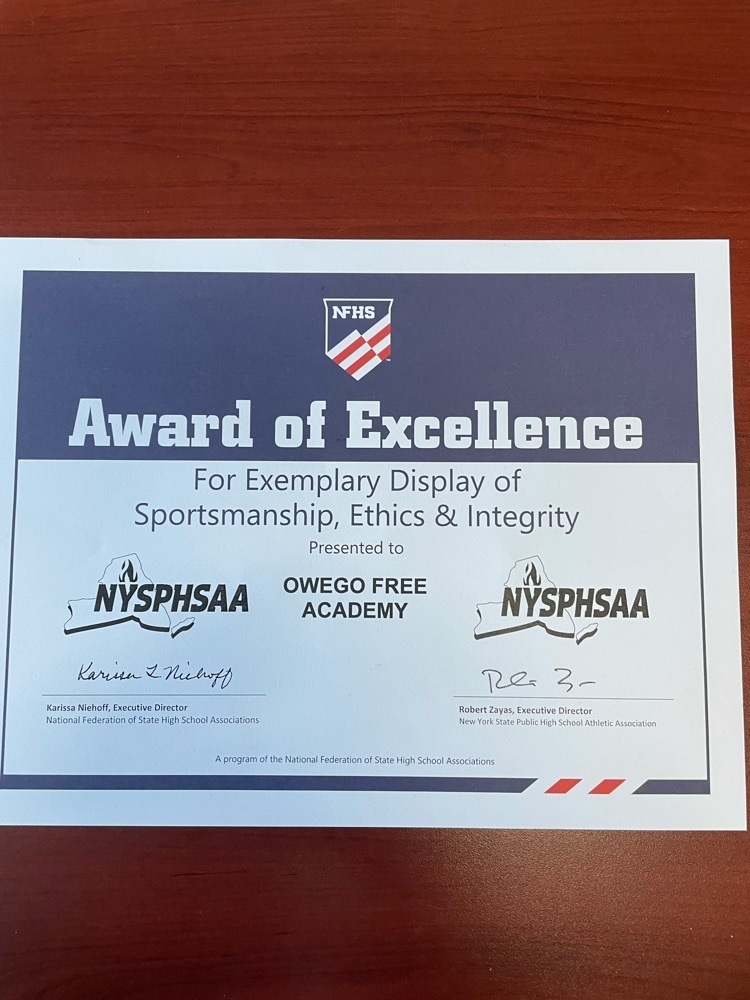 NFHS
Award of Excellence
For Exemplary Display of
Sportsmanship, Ethics & Integrity
Presented to
NYSPHSAA
OWEGO FREE
ACADEMY
NYSPHSAA
Karissa L Niehoff
Karissa Niehoff, Executive Director
National Federation of State High School Associations
Robert Zayas, Executive Director
New York State Public High School Athletic Association
A program of the National Federation of State High School Associations